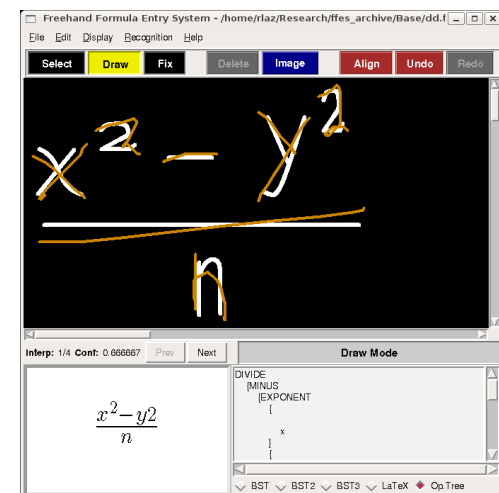 Freehand Formula Entry System - /home/rlaz/Research/ffes_archive/Base/dd.f
File Edit Display Recognition Help
Select Draw Fix Delete Image Align Undo Redo
x² − y²
n
Interp: 1/4 Conf: 0.666667 Prev Next Draw Mode
x²−y2
n
DIVIDE
{MINUS
{EXPONENT
{
x
}
{
BST BST2 BST3 LaTeX Op.Tree